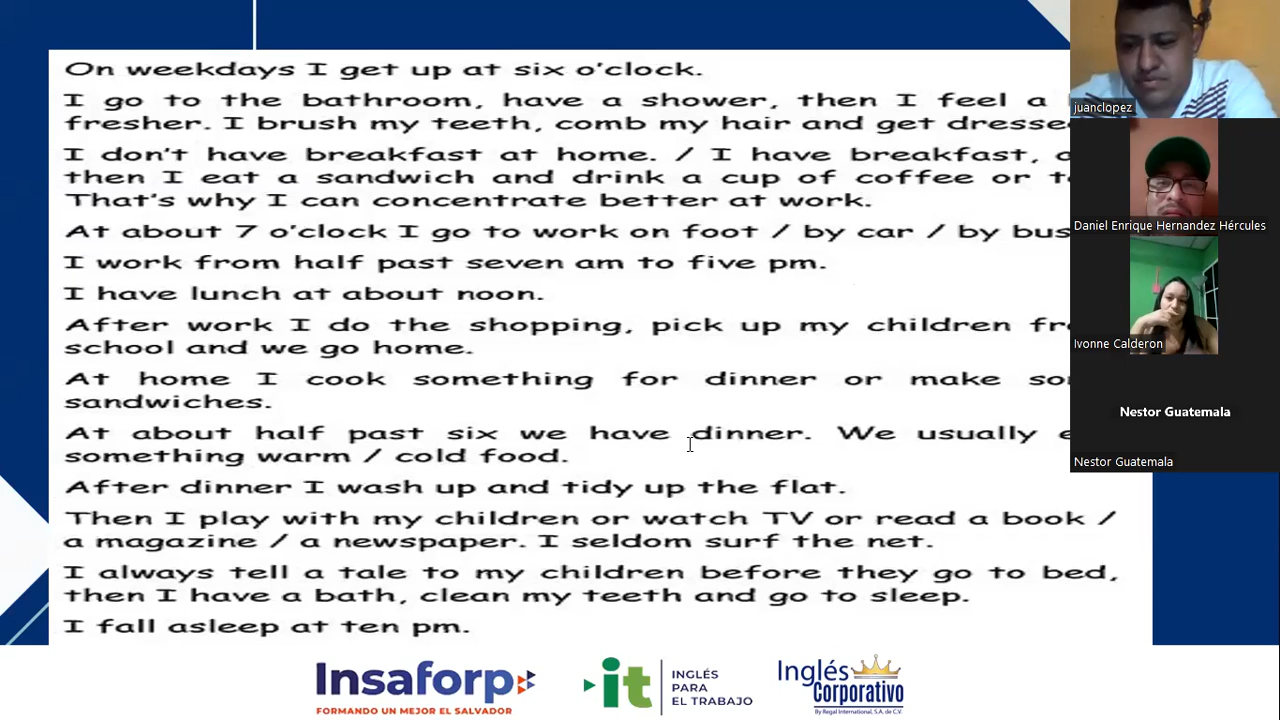 On weekdays I get up at six o'clock.
I go to the bathroom, have a shower, then I feel a
fresher. I brush my teeth, comb my hair and get
I don't have breakfast at home. / I have breakfast,
then I eat a sandwich and drink a cup of coffee or
That's why I can concentrate better at work.
At about 7 o'clock I go to work on foot / by car / by bus
I work from half past seven am to five pm.
I have lunch at about noon.
After work I do the shopping, pick up my children
school and we go home.
At home I cook something for dinner or make
sandwiches.
At about half past six we have dinner. We usually
something warm / cold food.
After dinner I wash up and tidy up the flat.
Then I play with my children or watch TV or read a book /
a magazine / a newspaper. I seldom surf the net.
I always tell a tale to my children before they go to bed,
then I have a bath, clean my teeth and go to sleep.
I fall asleep at ten pm.
juanclopez
Daniel Enrique Hernandez Hércules
Ivonne Calderon
Nestor Guatemala
Nestor Guatemala
Insaforp
FORMANDO UN MEJOR EL SALVADOR
it
INGLÉS
PARA
EL TRABAJO
Inglés
Corporativo
By Regal International, S.A. de C.V.